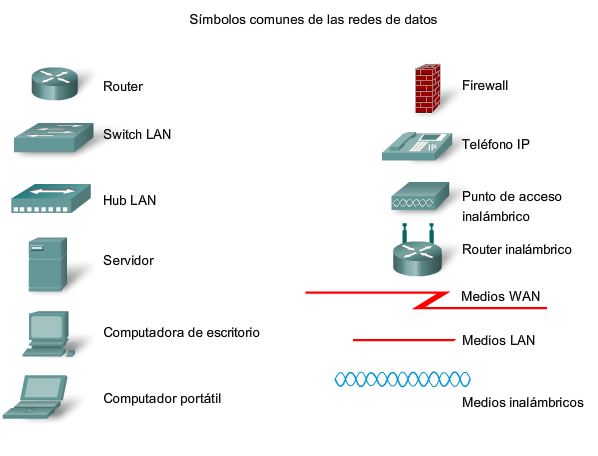 Símbolos comunes de las redes de datos
Router
Switch LAN
Hub LAN
Servidor
Computadora de escritorio
Computador portátil
Firewall
IP
Teléfono IP
Punto de acceso
inalámbrico
Router inalámbrico
Medios WAN
Medios LAN
Medios inalámbricos